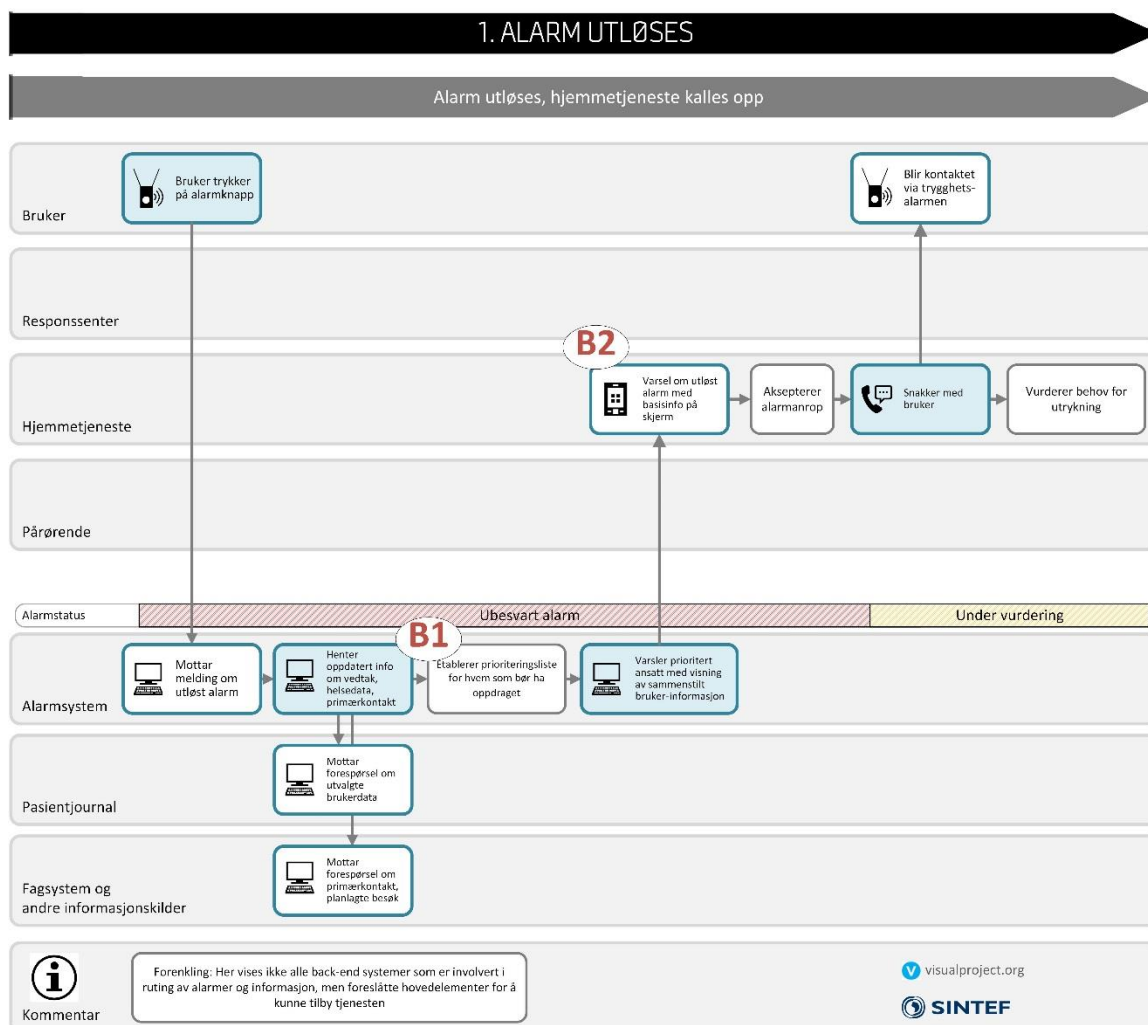 1. ALARM UTLØSES
Alarm utløses, hjemmetjeneste kalles opp
Bruker trykker
på alarmknapp
Blir kontaktet
via trygghets-
alarmen
Bruker
Responssenter
B2
Varsel om utløst
alarm med
basisinfo på
skjerm
Aksepterer
alarmanrop
Snakker med
bruker
Vurderer behov for
utrykning
Hjemmetjeneste
Pårørende
Alarmstatus
Ubesvart alarm
Under vurdering
B1
Mottar
melding om
utløst alarm
Henter
oppdatert info
om vedtak,
helsedata,
primærkontakt
Etablerer prioriteringsliste
for hvem som bør ha
oppdraget
Varsler prioritert
ansatt med visning
av sammenstilt
bruker-informasjon
Alarmsystem
Mottar
forespørsel om
utvalgte
brukerdata
Pasientjournal
Mottar
forespørsel om
primærkontakt,
planlagte besøk
Fagsystem og
andre informasjonskilder
Forenkling: Her vises ikke alle back-end systemer som er involvert i
ruting av alarmer og informasjon, men foreslåtte hovedelementer for å
kunne tilby tjenesten
Kommentar
V visualproject.org
SINTEF